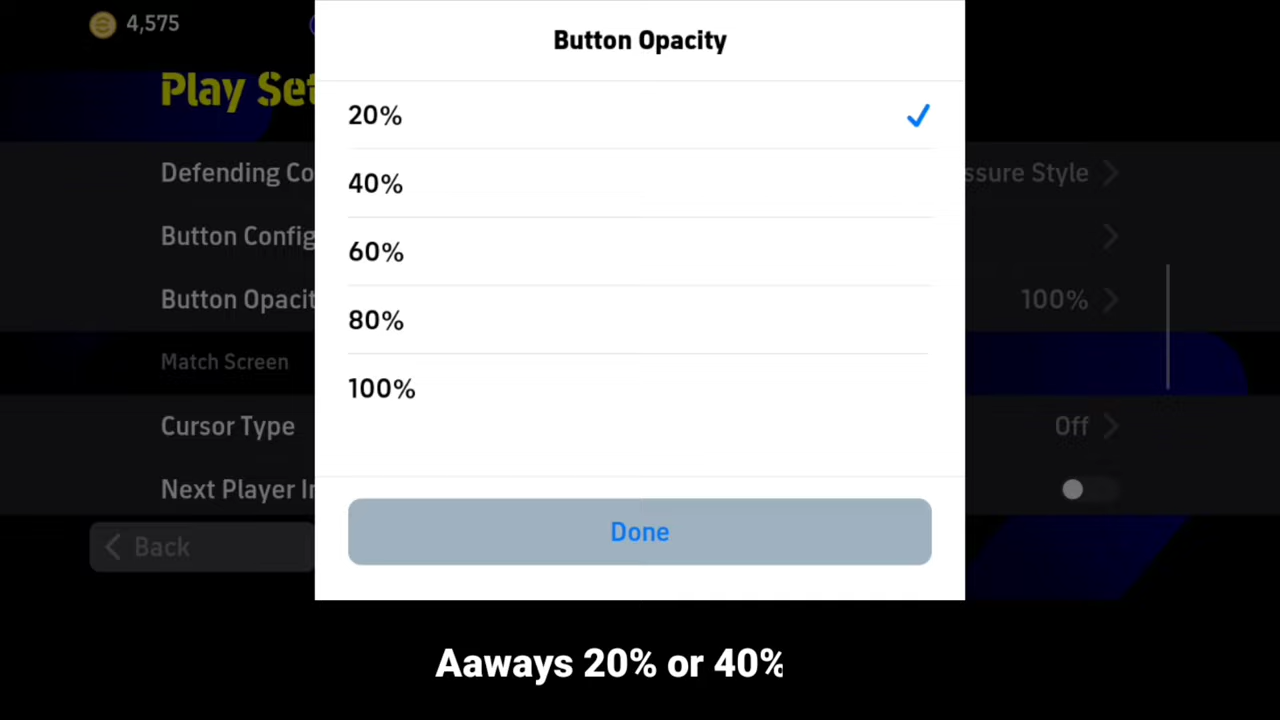 4,575
Button Opacity
Play Set
20%
Defending Co
ssure Style
40%
Button Config
60%
Button Opacit
100%
80%
Match Screen
100%
Cursor Type
Off
Next Player In
Done
Back
Aaways 20% or 40%